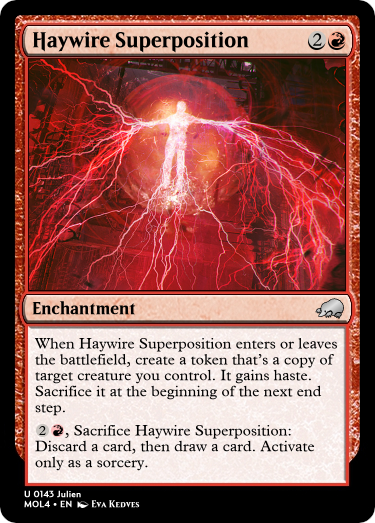 Haywire Superposition 2
Enchantment
When Haywire Superposition enters or leaves
the battlefield, create a token that's a copy of
target creature you control. It gains haste.
Sacrifice it at the beginning of the next end
step.
2 , Sacrifice Haywire Superposition:
Discard a card, then draw a card. Activate
only as a sorcery.
U 0143 Julien
MOL4 • EN Eva Kedves